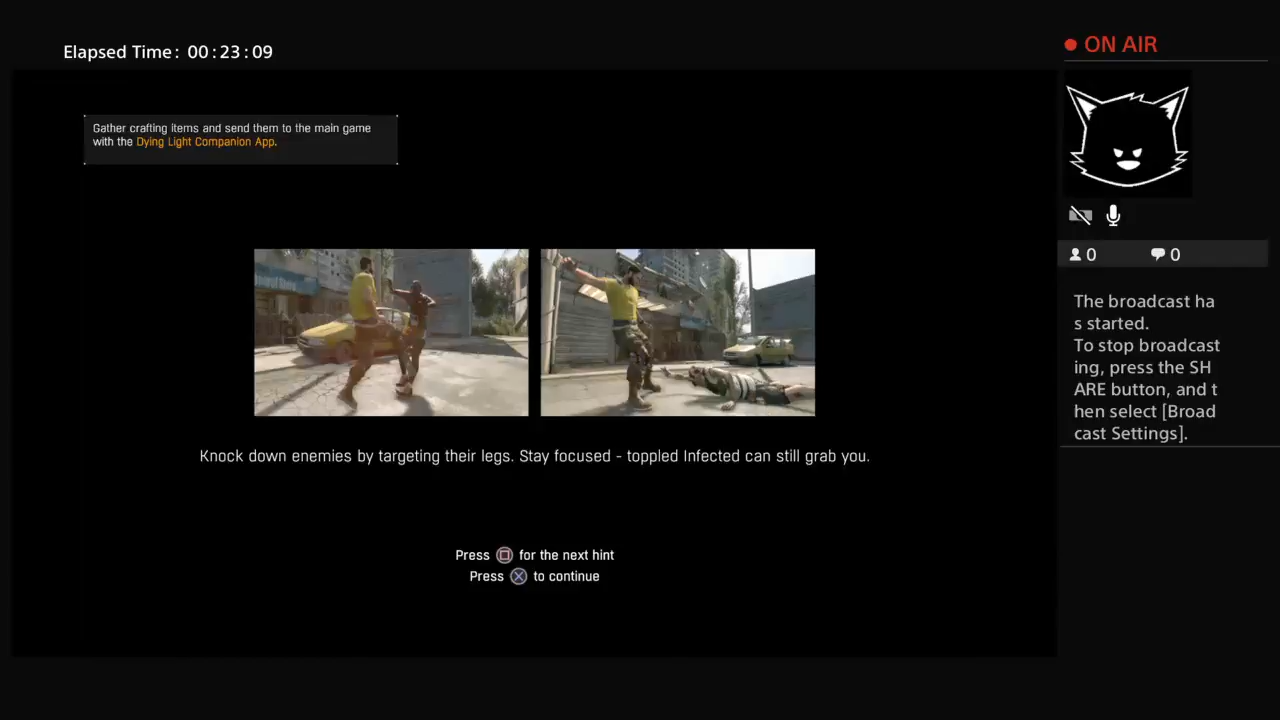 Elapsed Time: 00:23:09
ON AIR
Gather crafting items and send them to the main game
with the Dying Light Companion App.
0
0
The broadcast ha
s started.
To stop broadcast
ing, press the SH
ARE button, and t
hen select [Broad
cast Settings].
Knock down enemies by targeting their legs. Stay focused - toppled Infected can still grab you.
Press for the next hint
Press to continue